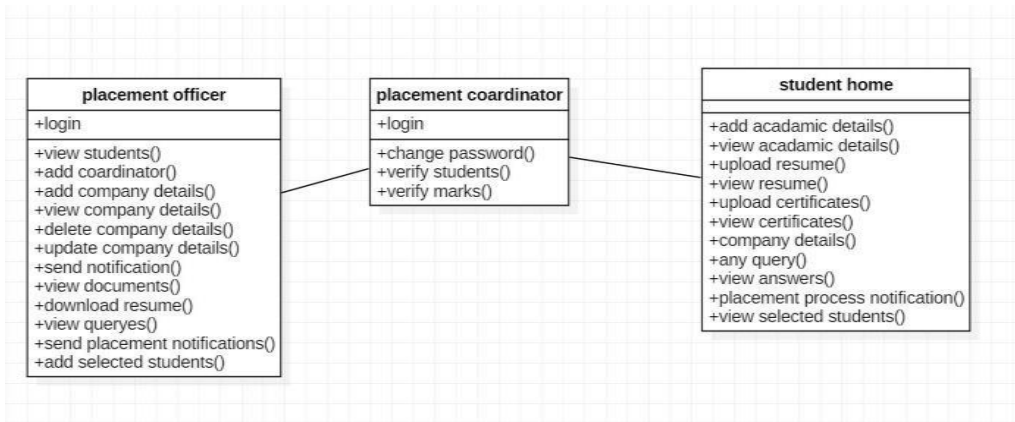 placement officer
+login
+view students()
+add coardinator()
+add company details()
+view company details()
+delete company details()
+update company details()
+send notification()
+view documents()
+download resume()
+view queryes()
+send placement notifications()
+add selected students()
placement coardinator
+login
+change password()
+verify students()
+verify marks()
student home
+add acadamic details()
+view acadamic details()
+upload resume()
+view resume()
+upload certificates()
+view certificates()
+company details()
+any query()
+view answers()
+placement process notification()
+view selected students()